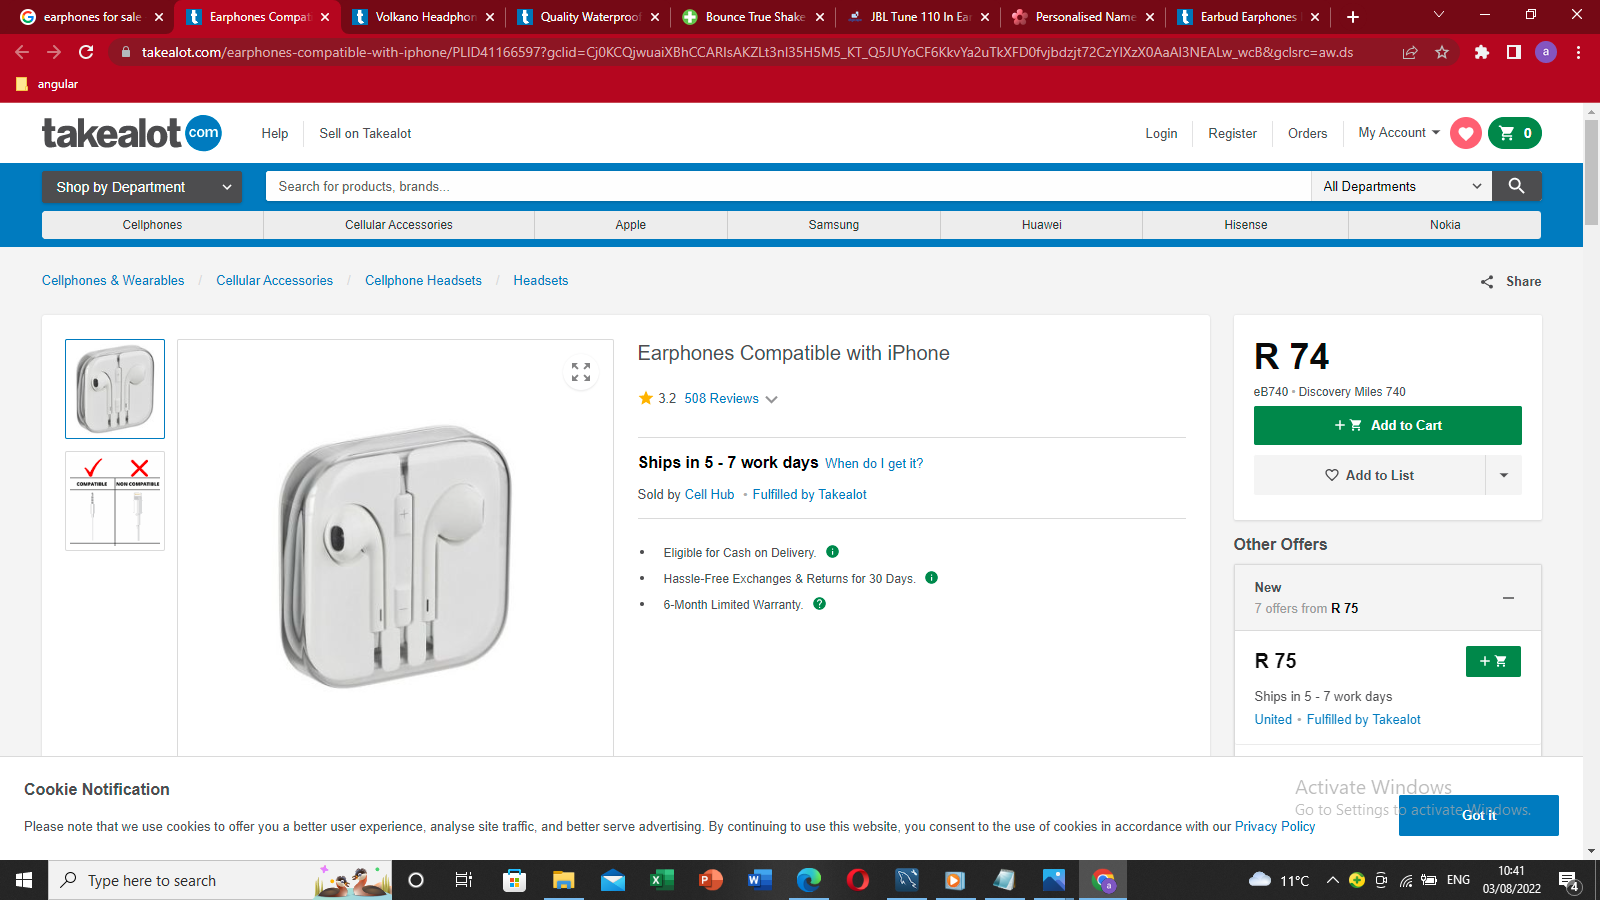 earphones for sale
Earphones Compati
Volkano Headphon
Quality Waterproof
Bounce True Shake
JBL Tune 110 In Ear
Personalised Name
Earbud Earphones
takealot.com/earphones-compatible-with-iphone/PLID41166597?gclid=Cj0KCQjwuaiXBhCCARIsAKZLt3nI35H5M5_KT_Q5JUYoCF6KkvYa2uTkXFD0fvjbdzjt72CzYIXzX0AaAl3NEALw_wcB&gclsrc=aw.ds
a
angular
takealot com
Help
Sell on Takealot
Login
Register
Orders
My Account
0
Shop by Department
Search for products, brands...
All Departments
Cellphones
Cellular Accessories
Apple
Samsung
Huawei
Hisense
Nokia
Cellphones & Wearables / Cellular Accessories / Cellphone Headsets / Headsets
Share
COMPATIBLE
NON COMPATIBLE
Earphones Compatible with iPhone
3.2 508 Reviews
Ships in 5 - 7 work days When do I get it?
Sold by Cell Hub • Fulfilled by Takealot
• Eligible for Cash on Delivery.
• Hassle-Free Exchanges & Returns for 30 Days.
• 6-Month Limited Warranty.
R 74
eB740 • Discovery Miles 740
+ Add to Cart
Add to List
Other Offers
New
7 offers from R 75
R 75
+
Ships in 5 - 7 work days
United • Fulfilled by Takealot
Cookie Notification
Please note that we use cookies to offer you a better user experience, analyse site traffic, and better serve advertising. By continuing to use this website, you consent to the use of cookies in accordance with our Privacy Policy
Got it
Activate Windows
Go to Settings to activate Windows.
Type here to search
11°C
ENG
10:41
03/08/2022
4